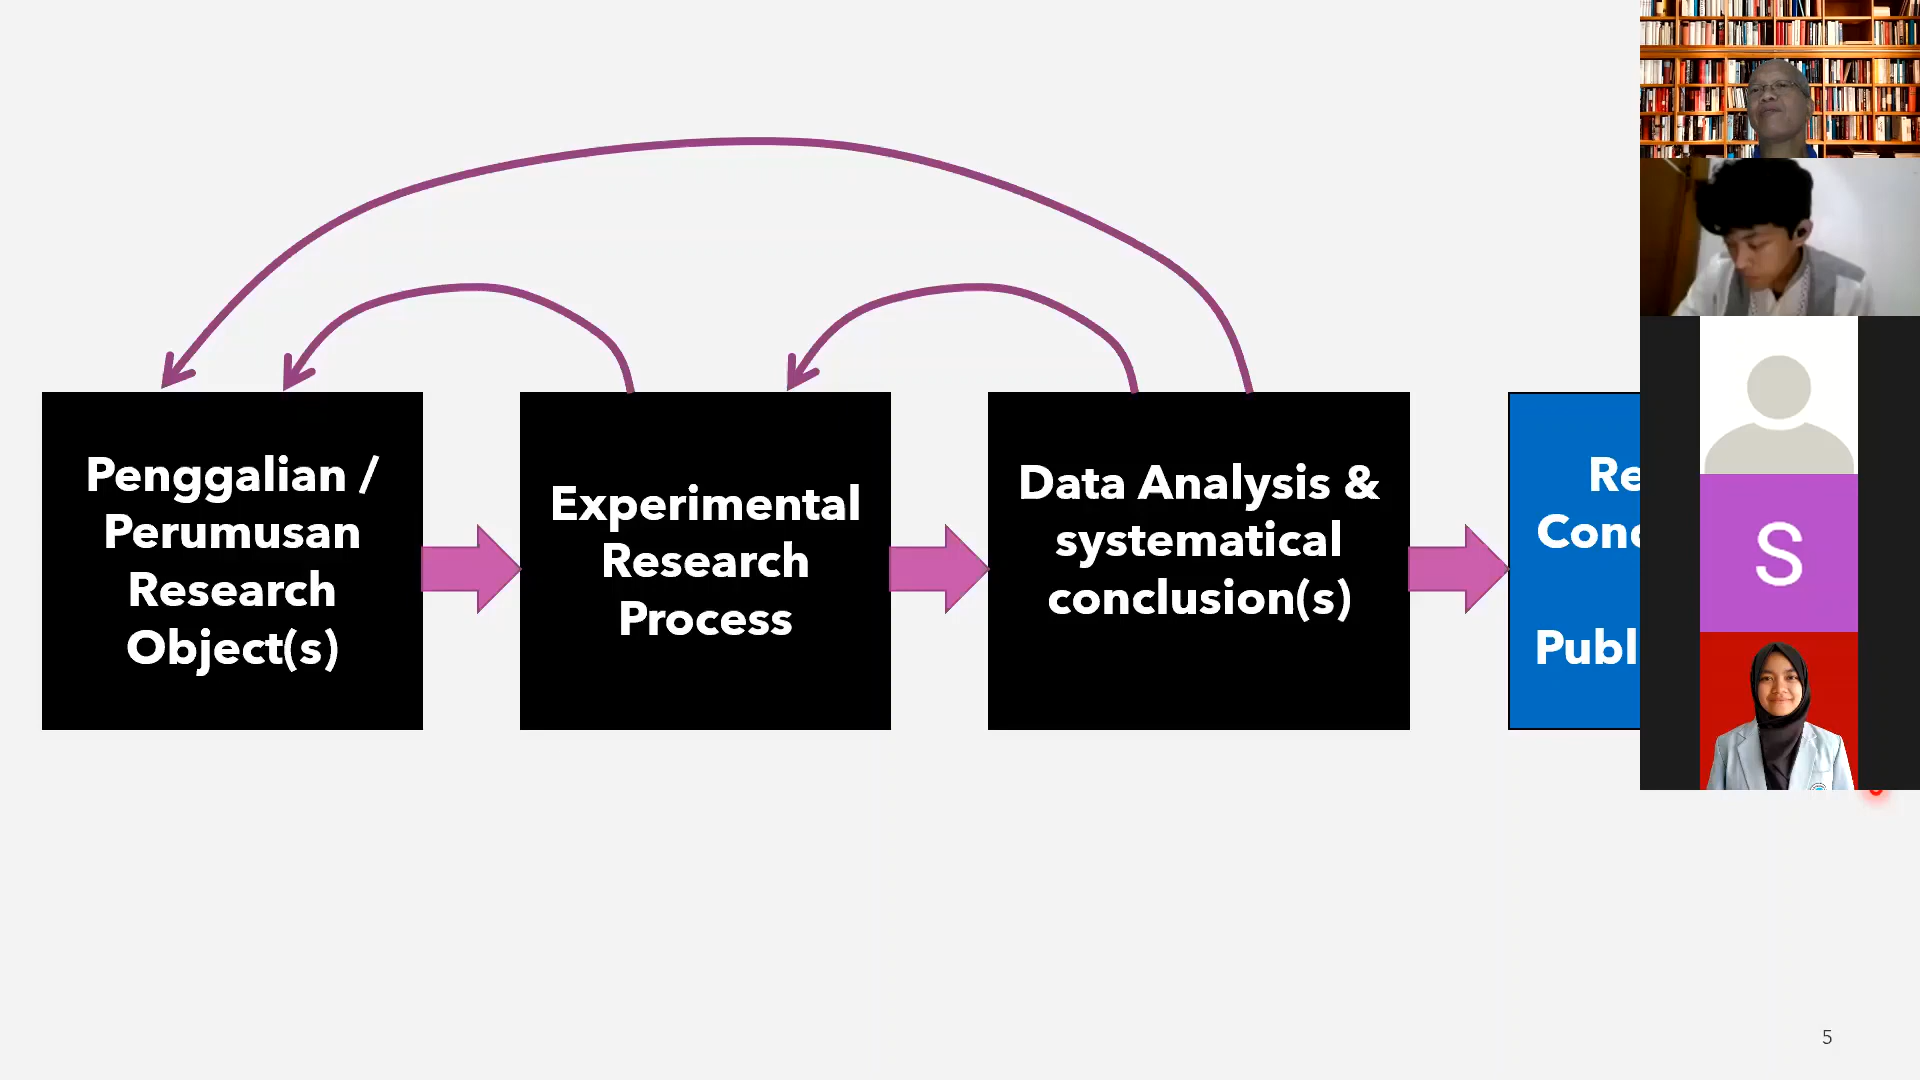 Penggalian /
Perumusan
Research
Object(s)
Experimental
Research
Process
Data Analysis &
systematical
conclusion(s)
S
5